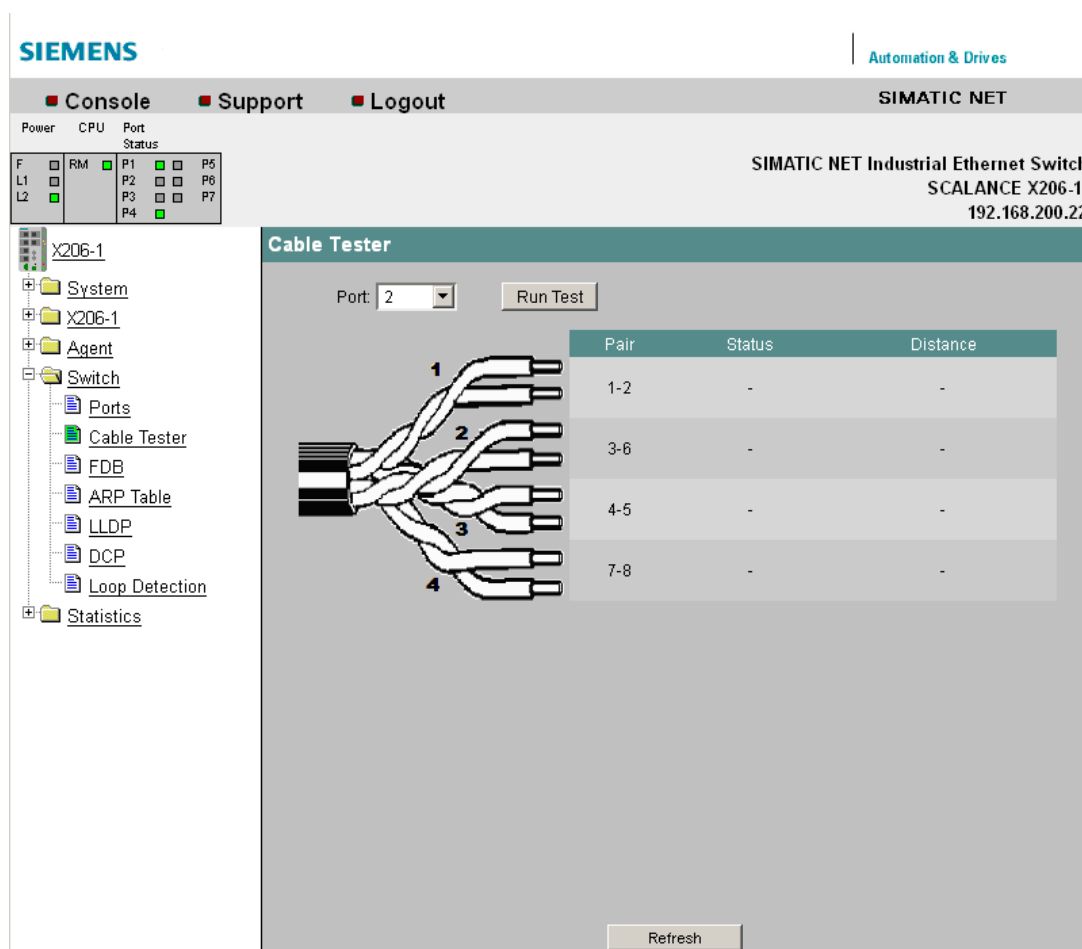 SIEMENS
Automation & Drives
Console Support Logout SIMATIC NET
Power CPU Port Status
F RM P1 P5
L1 P2 P6
L2 P3 P7
P4
SIMATIC NET Industrial Ethernet Switch
SCALANCE X206-1
192.168.200.22
X206-1
System
X206-1
Agent
Switch
Ports
Cable Tester
FDB
ARP Table
LLDP
DCP
Loop Detection
Statistics
Cable Tester
Port: 2 Run Test
Pair Status Distance
1-2 - -
3-6 - -
4-5 - -
7-8 - -
1
2
3
4
Refresh